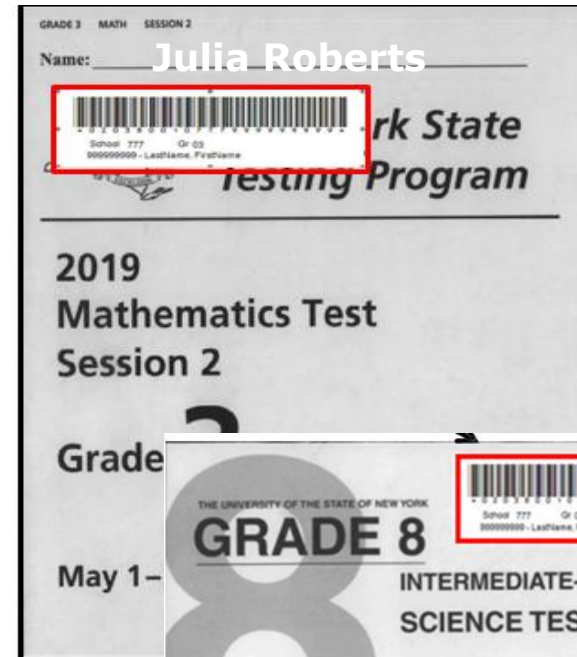 GRADE 3 MATH SESSION 2
Name: Julia Roberts
School 777 Gr 03
999999999 - LastName, FirstName
rk State
Testing Program
2019
Mathematics Test
Session 2
Grade
May 1–
THE UNIVERSITY OF THE STATE OF NEW YORK
GRADE 8
School 777
999999999 - LastName,
INTERMEDIATE-
SCIENCE TES